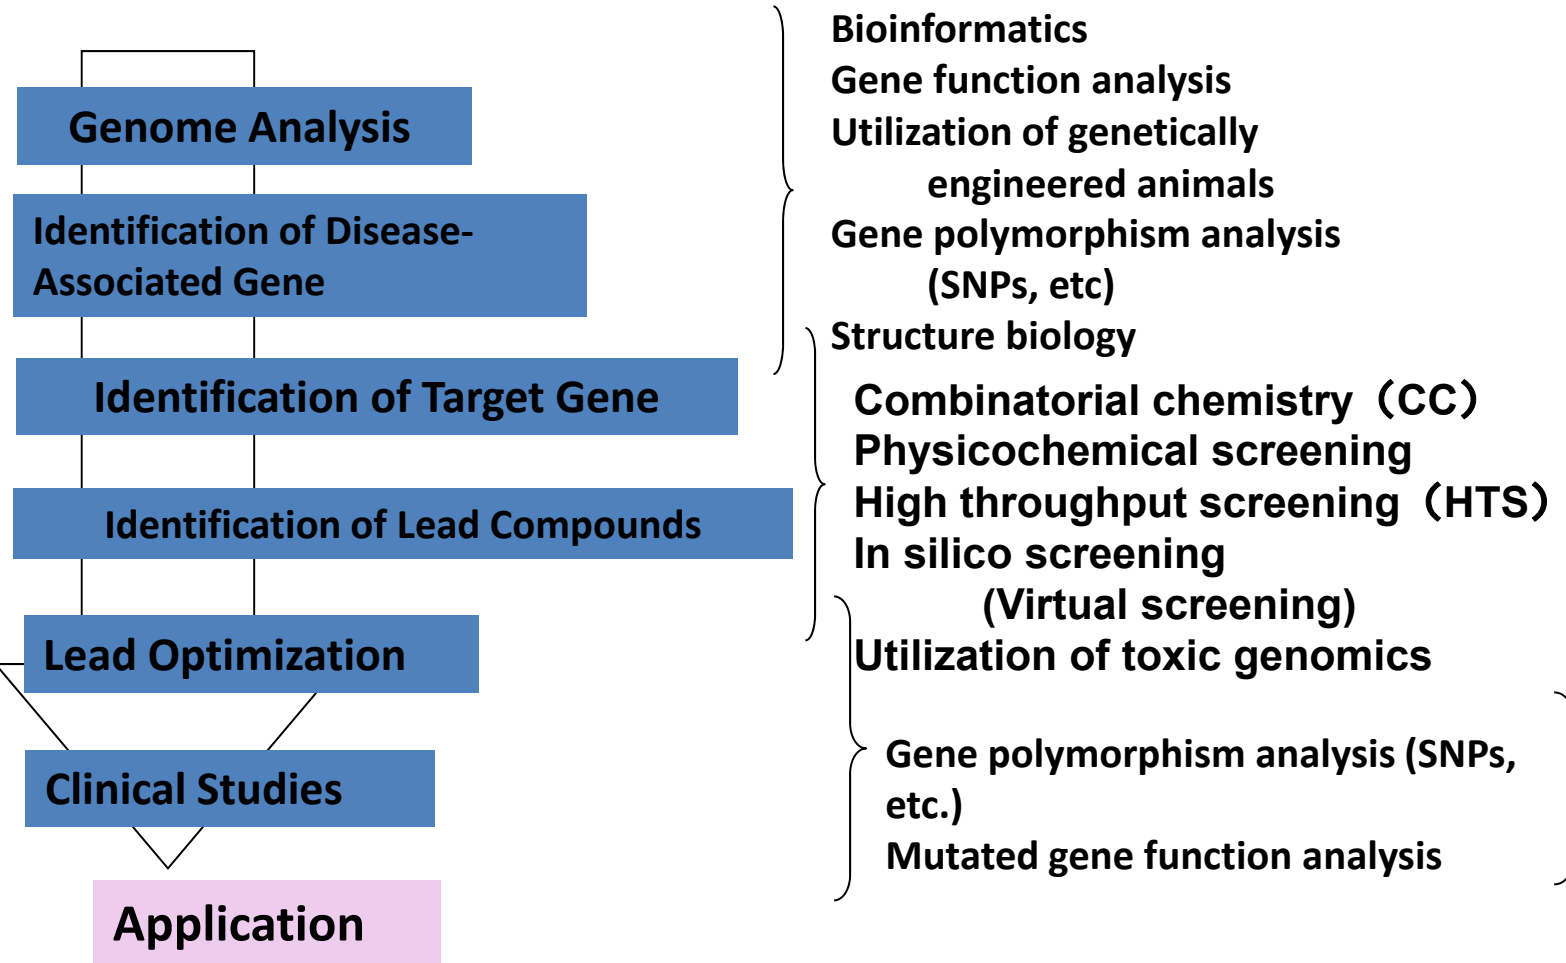 Genome Analysis
Identification of Disease-
Associated Gene
Identification of Target Gene
Identification of Lead Compounds
Lead Optimization
Clinical Studies
Application
Bioinformatics
Gene function analysis
Utilization of genetically
engineered animals
Gene polymorphism analysis
(SNPs, etc)
Structure biology
Combinatorial chemistry（CC）
Physicochemical screening
High throughput screening（HTS）
In silico screening
(Virtual screening)
Utilization of toxic genomics
Gene polymorphism analysis (SNPs,
etc.)
Mutated gene function analysis